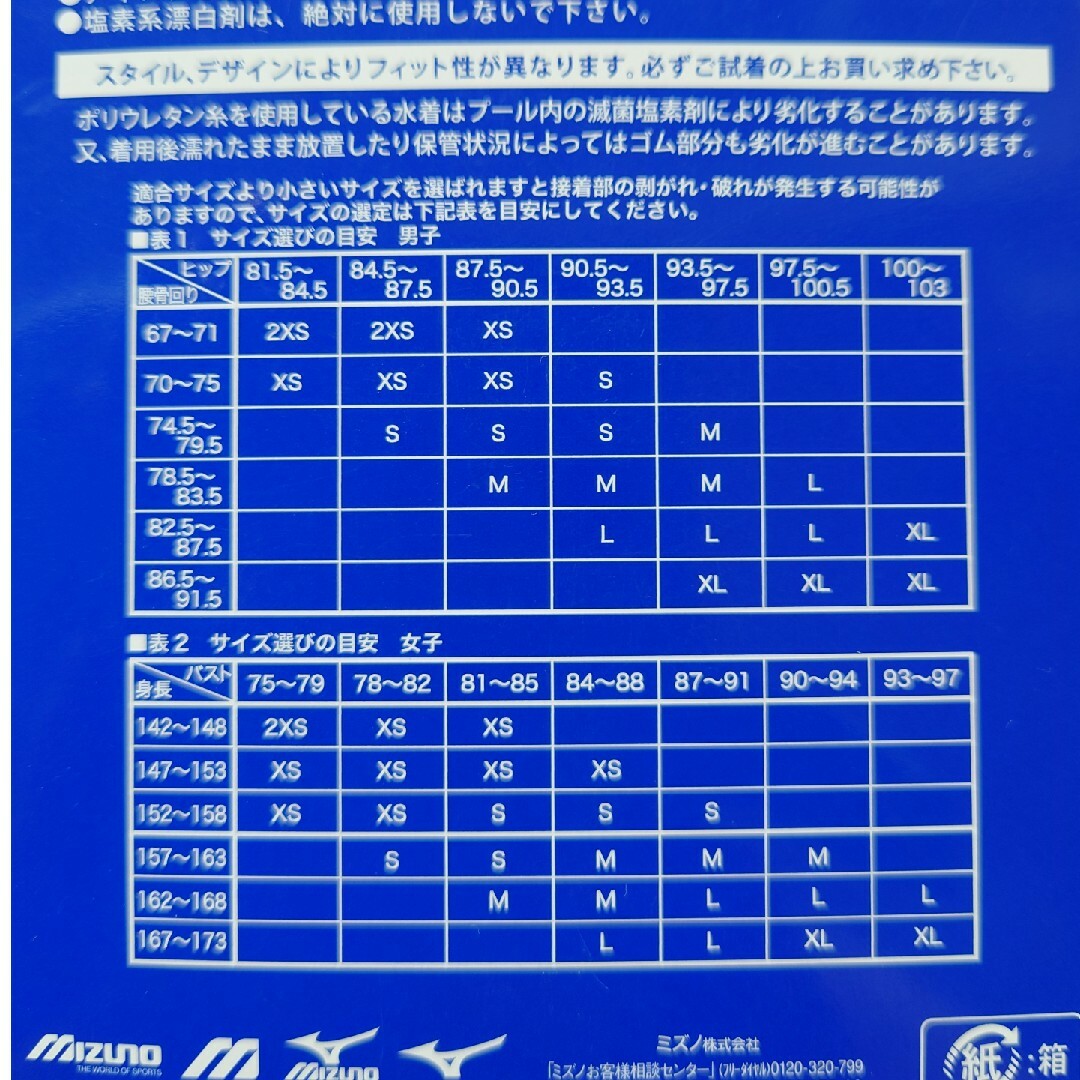 ●塩素系漂白剤は、絶対に使用しないで下さい。
スタイル、デザインによりフィット性が異なります。必ずご試着の上お買い求め下さい。
ポリウレタン糸を使用している水着はプール内の滅菌塩素剤により劣化することがあります。
又、着用後濡れたまま放置したり保管状況によってはゴム部分も劣化が進むことがあります。
適合サイズより小さいサイズを選ばれますと接着部の剥がれ・破れが発生する可能性が
ありますので、サイズの選定は下記表を目安にしてください。
■表1 サイズ選びの目安 男子
ヒップ 腰骨回り 81.5〜84.5 84.5〜87.5 87.5〜90.5 90.5〜93.5 93.5〜97.5 97.5〜100.5 100〜103
67〜71 2XS 2XS XS
70〜75 XS XS XS S
74.5〜79.5 S S S M
78.5〜83.5 M M M L
82.5〜87.5 L L L XL
86.5〜91.5 XL XL XL
■表2 サイズ選びの目安 女子
バスト 身長 75〜79 78〜82 81〜85 84〜88 87〜91 90〜94 93〜97
142〜148 2XS XS XS
147〜153 XS XS XS XS
152〜158 XS XS S S S
157〜163 S S M M M
162〜168 M M L L L
167〜173 L L XL XL
MIZUNO
THE WORLD OF SPORTS
MIZUNO
ミズノ株式会社
「ミズノお客様相談センター」(フリーダイヤル)0120-320-799
紙:箱